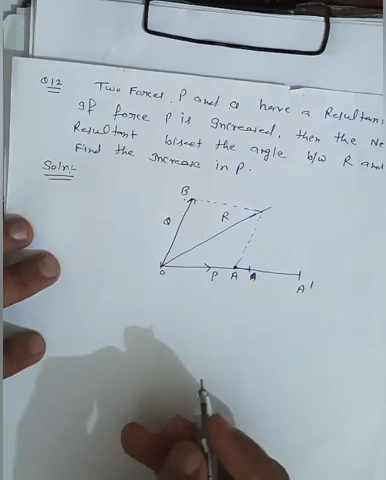 Q12 Two Forces, P and Q have a Resultant
If force P is increased, then the Ne
Resultant bisect the angle b/w R and
Find the increase in P.
Soln:-
B
Q
R
O
P
A
A
A'